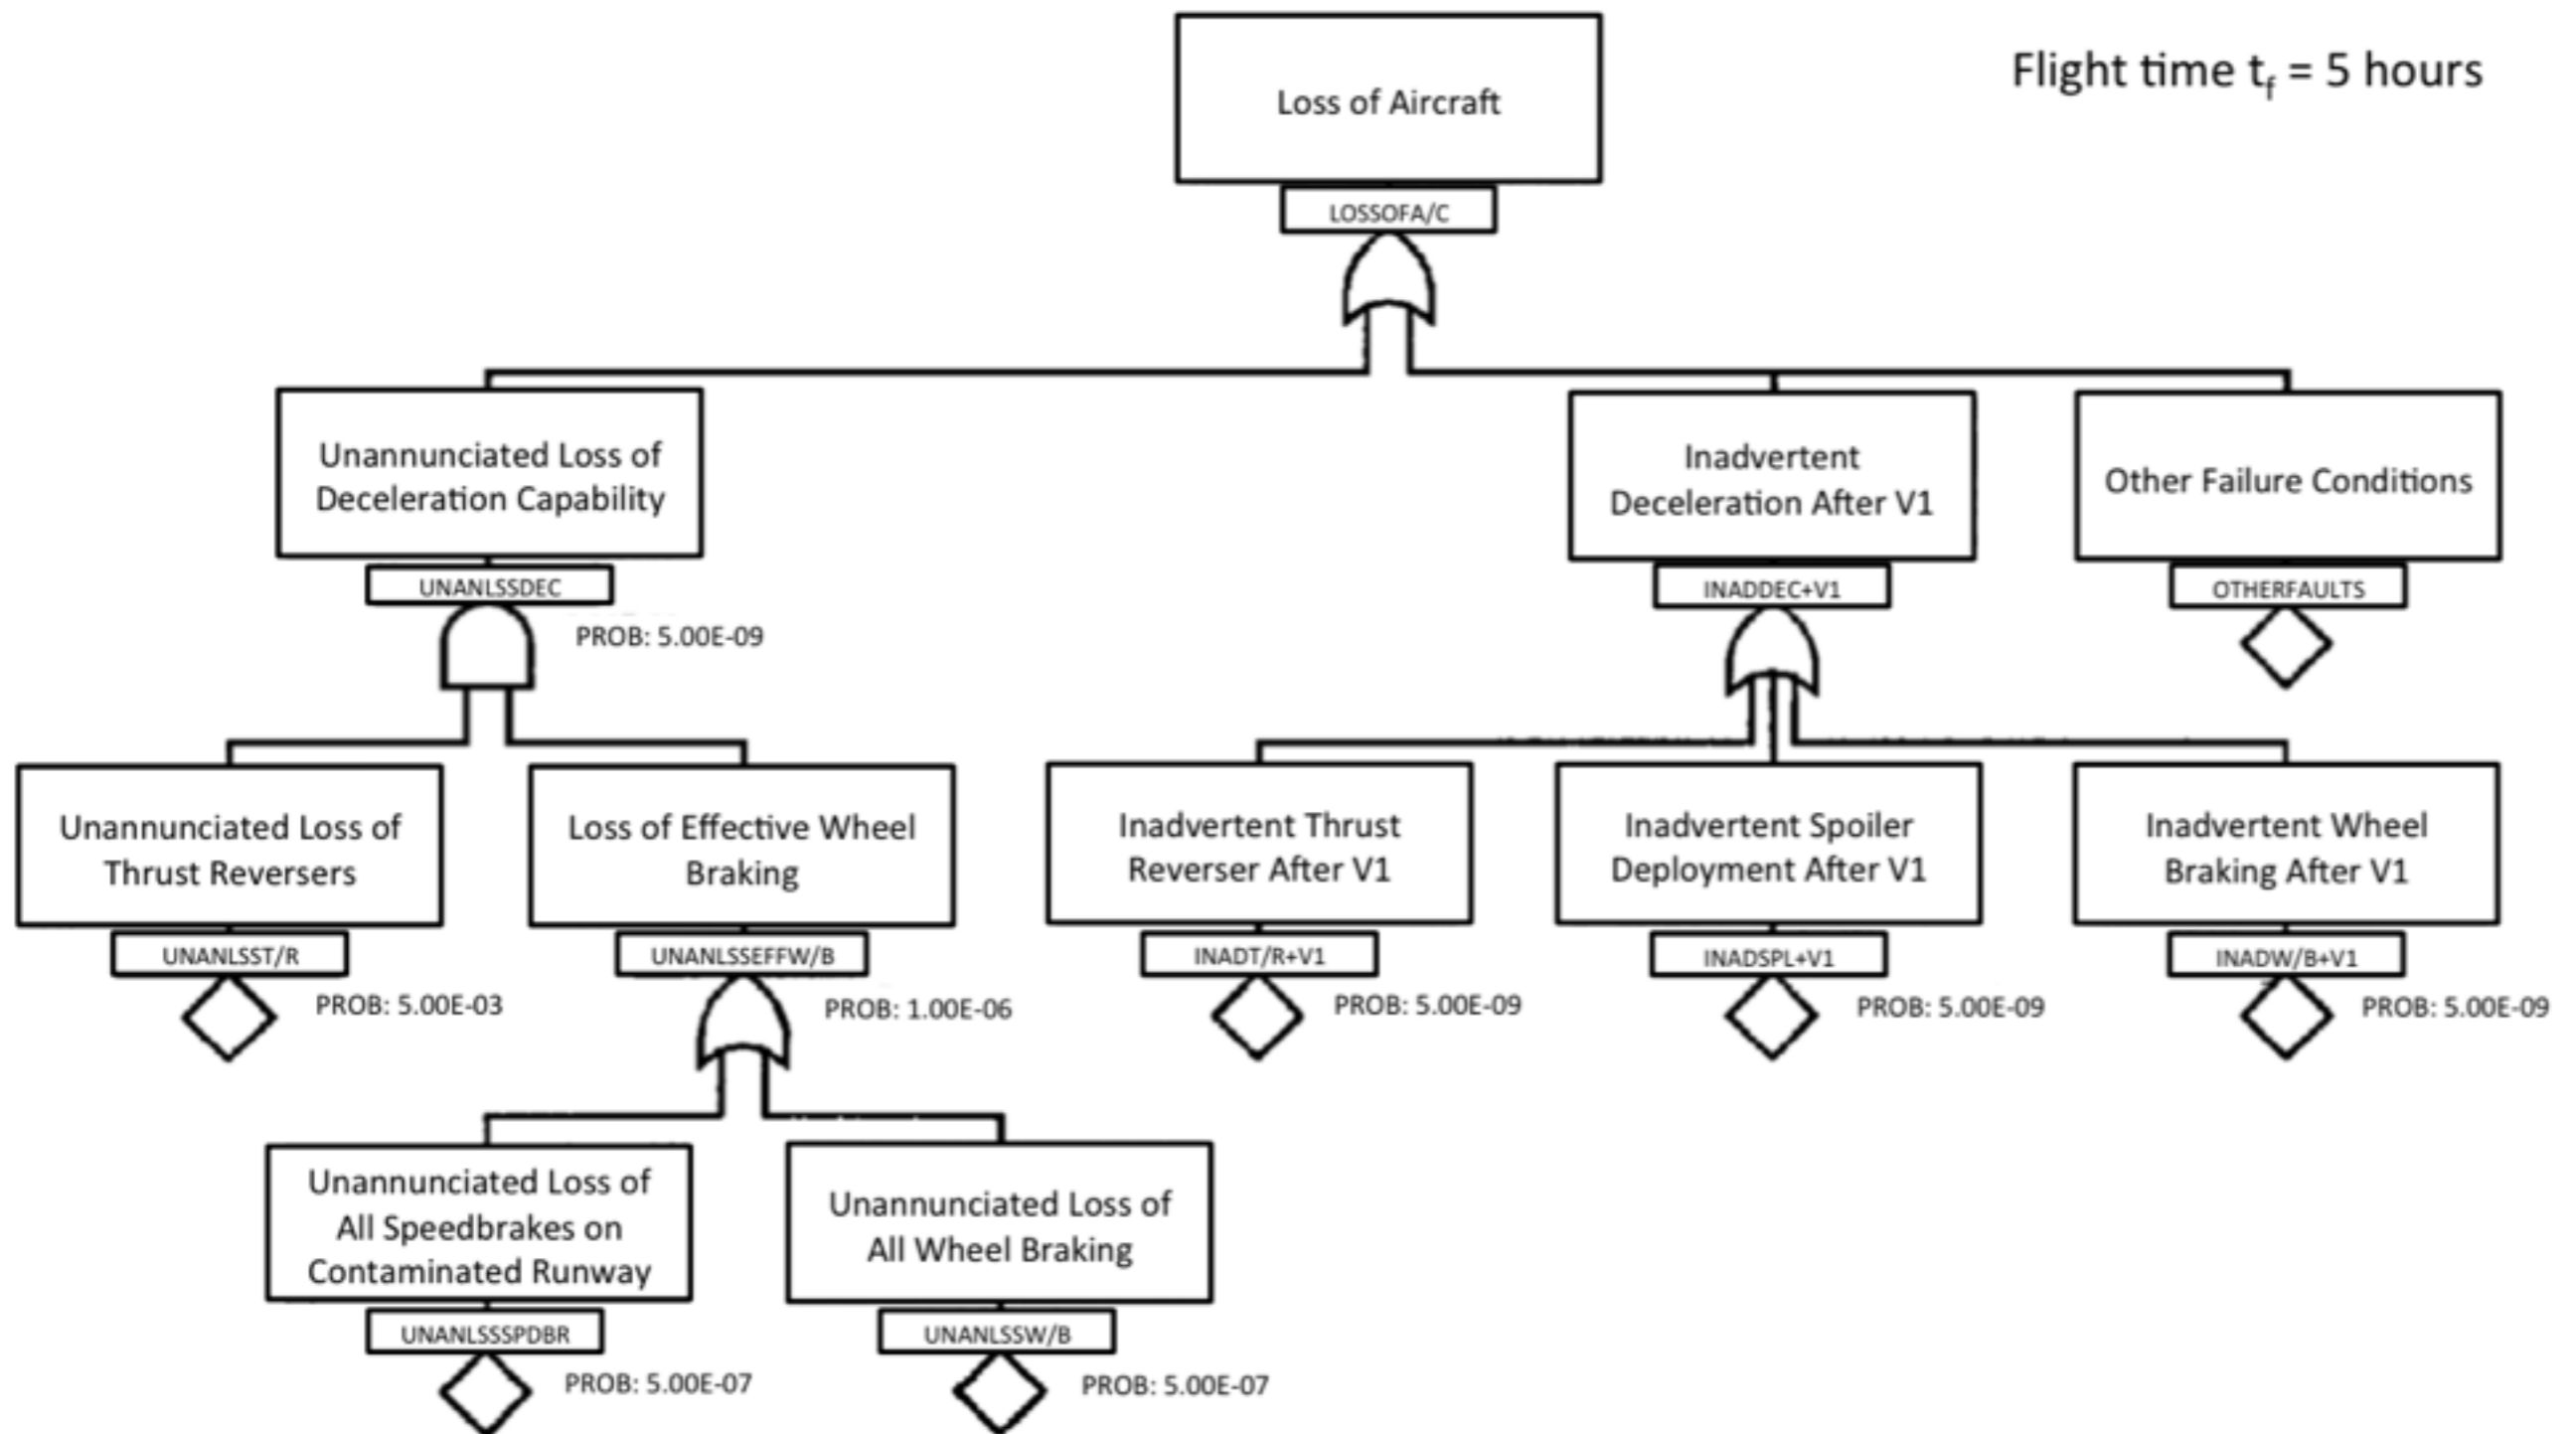 Loss of Aircraft
LOSSOFA/C
Flight time tf = 5 hours
Unannunciated Loss of
Deceleration Capability
UNANLSSDEC
PROB: 5.00E-09
Inadvertent
Deceleration After V1
INADDEC+V1
Other Failure Conditions
OTHERFAULTS
Unannunciated Loss of
Thrust Reversers
UNANLSST/R
PROB: 5.00E-03
Loss of Effective Wheel
Braking
UNANLSSEFFW/B
PROB: 1.00E-06
Inadvertent Thrust
Reverser After V1
INADT/R+V1
PROB: 5.00E-09
Inadvertent Spoiler
Deployment After V1
INADSPL+V1
PROB: 5.00E-09
Inadvertent Wheel
Braking After V1
INADW/B+V1
PROB: 5.00E-09
Unannunciated Loss of
All Speedbrakes on
Contaminated Runway
UNANLSSSPDBR
PROB: 5.00E-07
Unannunciated Loss of
All Wheel Braking
UNANLSSW/B
PROB: 5.00E-07